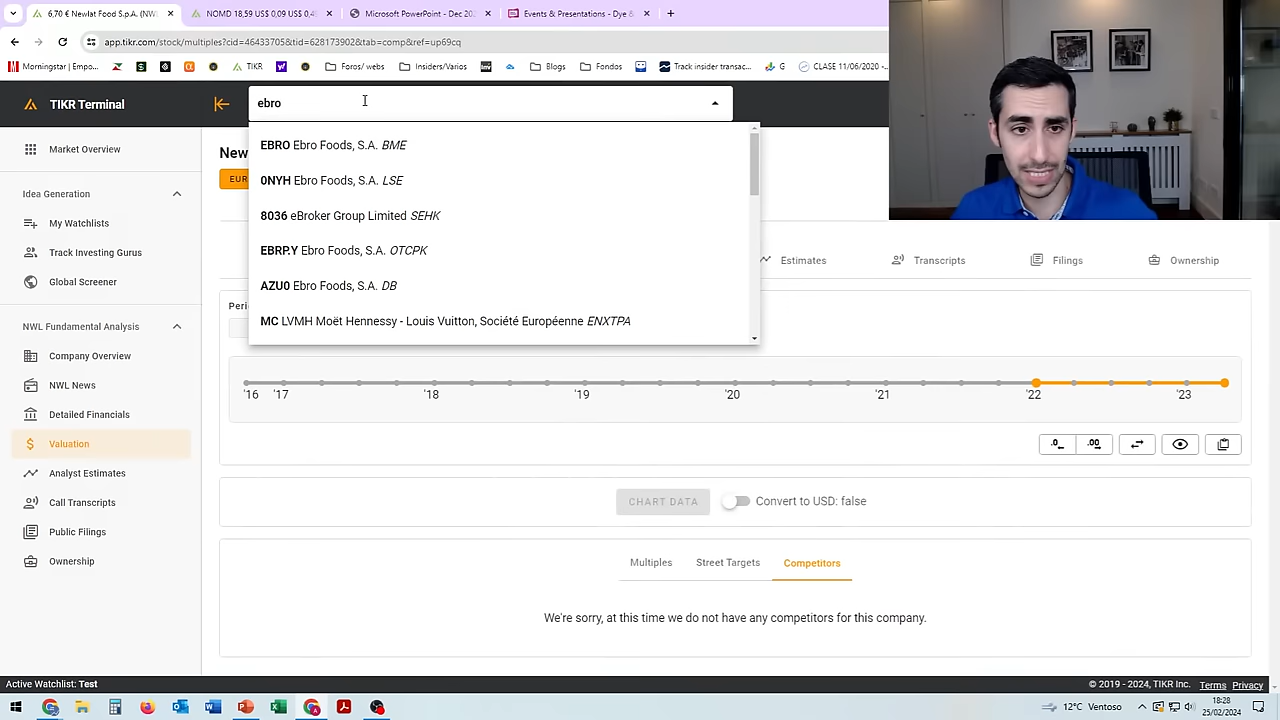 6,70 € Newlat Food S.p.A. (NW
NOMD 18,59 US$ 0,09 US$ 0,4
Microsoft PowerPoint - Dec 20
Events & Presentations - Dye &
app.tikr.com/stock/multiples?cid=46433705&tid=628173902&tab=comp&ref=up69cq
Morningstar | Empo...
TIKR
Foros/ webs
Insiders/Varios
Blogs
Fondos
Track insider transac...
G
CLASE 11/06/2020 -
TIKR Terminal
ebro
EBRO Ebro Foods, S.A. BME
0NYH Ebro Foods, S.A. LSE
8036 eBroker Group Limited SEHK
EBRP.Y Ebro Foods, S.A. OTCPK
AZU0 Ebro Foods, S.A. DB
MC LVMH Moët Hennessy - Louis Vuitton, Société Européenne ENXTPA
Market Overview
Idea Generation
My Watchlists
Track Investing Gurus
Global Screener
NWL Fundamental Analysis
Company Overview
NWL News
Detailed Financials
Valuation
Analyst Estimates
Call Transcripts
Public Filings
Ownership
New
EUR
Estimates
Transcripts
Filings
Ownership
Peri
'16 '17 '18 '19 '20 '21 '22 '23
.0
.00
CHART DATA
Convert to USD: false
Multiples
Street Targets
Competitors
We're sorry, at this time we do not have any competitors for this company.
Active Watchlist: Test
© 2019 - 2024, TIKR Inc. Terms Privacy
12°C Ventoso
18:28
25/02/2024